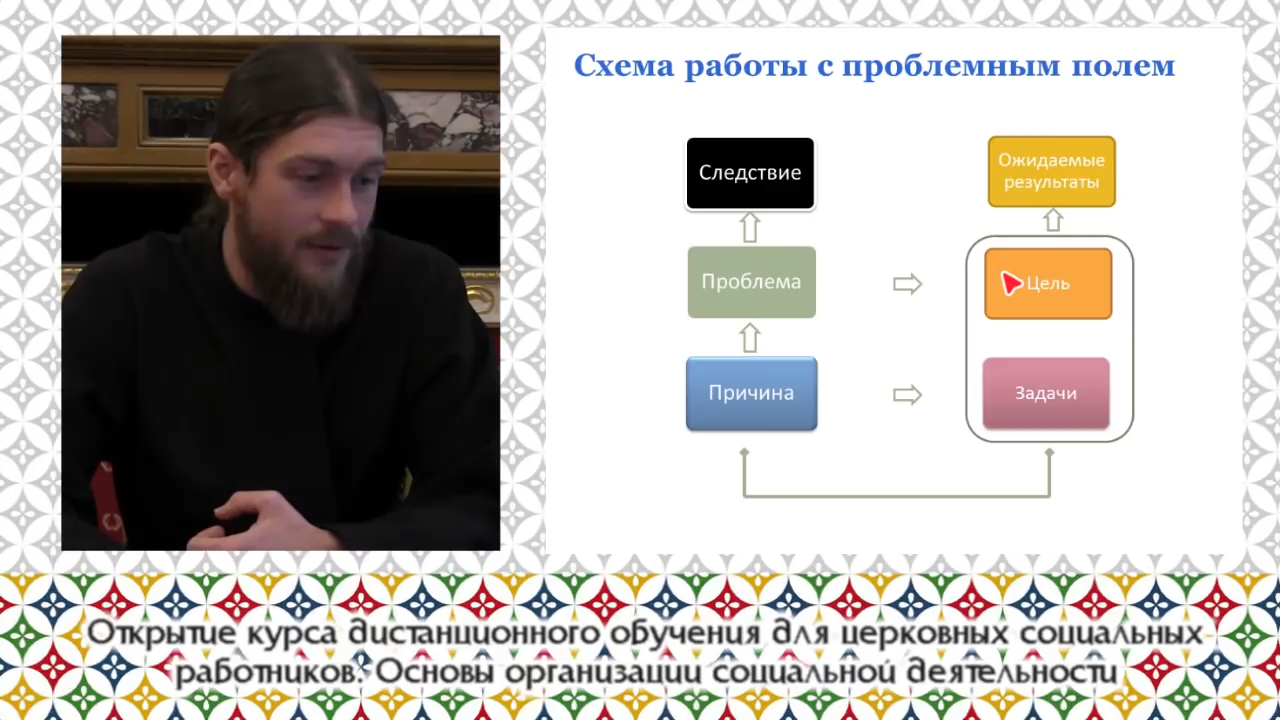 Схема работы с проблемным полем
Следствие
Ожидаемые
результаты
Проблема
Цель
Причина
Задачи
Открытие курса дистанционного обучения для церковных социальных
работников. Основы организации социальной деятельности